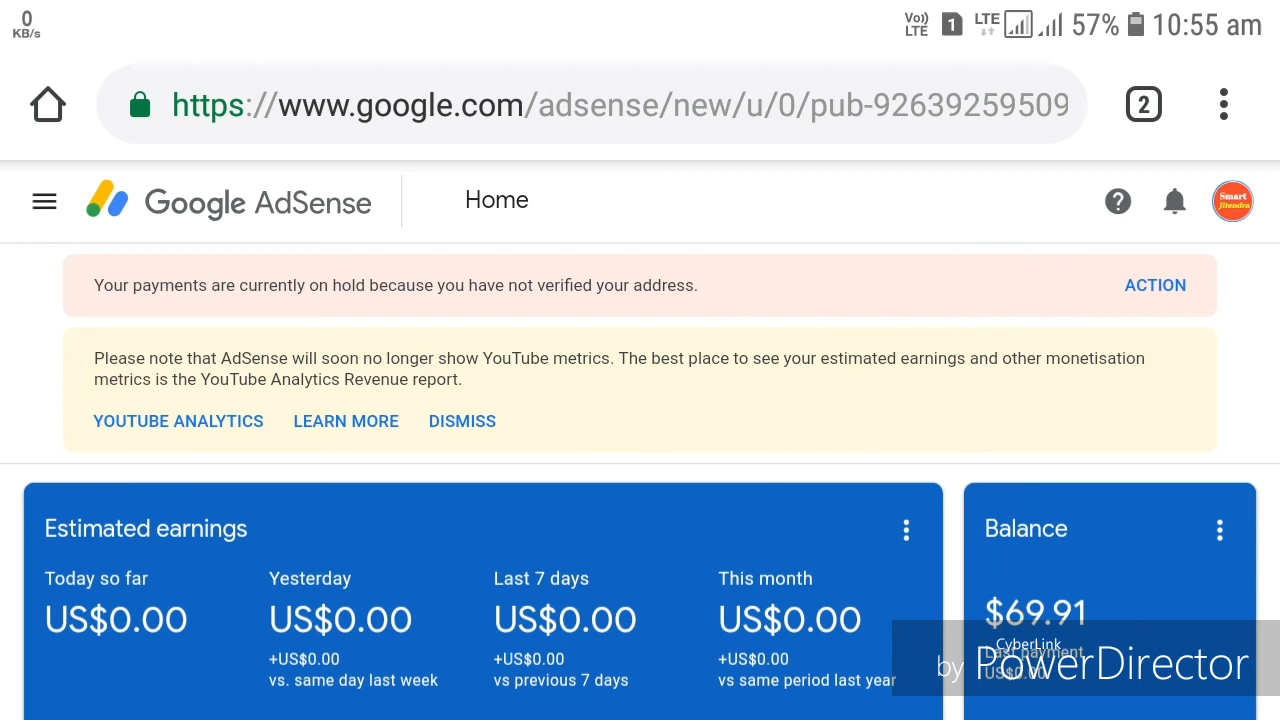 0
KB/s
Vo))
LTE
1
LTE
57%
10:55 am
https://www.google.com/adsense/new/u/0/pub-92639259509
2
Google AdSense
Home
Smart
Jitendra
Your payments are currently on hold because you have not verified your address.
ACTION
Please note that AdSense will soon no longer show YouTube metrics. The best place to see your estimated earnings and other monetisation
metrics is the YouTube Analytics Revenue report.
YOUTUBE ANALYTICS LEARN MORE DISMISS
Estimated earnings
Today so far
US$0.00
Yesterday
US$0.00
+US$0.00
vs. same day last week
Last 7 days
US$0.00
+US$0.00
vs previous 7 days
This month
US$0.00
+US$0.00
vs same period last year
Balance
$69.91
Last payment
US$0.00
CyberLink
by PowerDirector